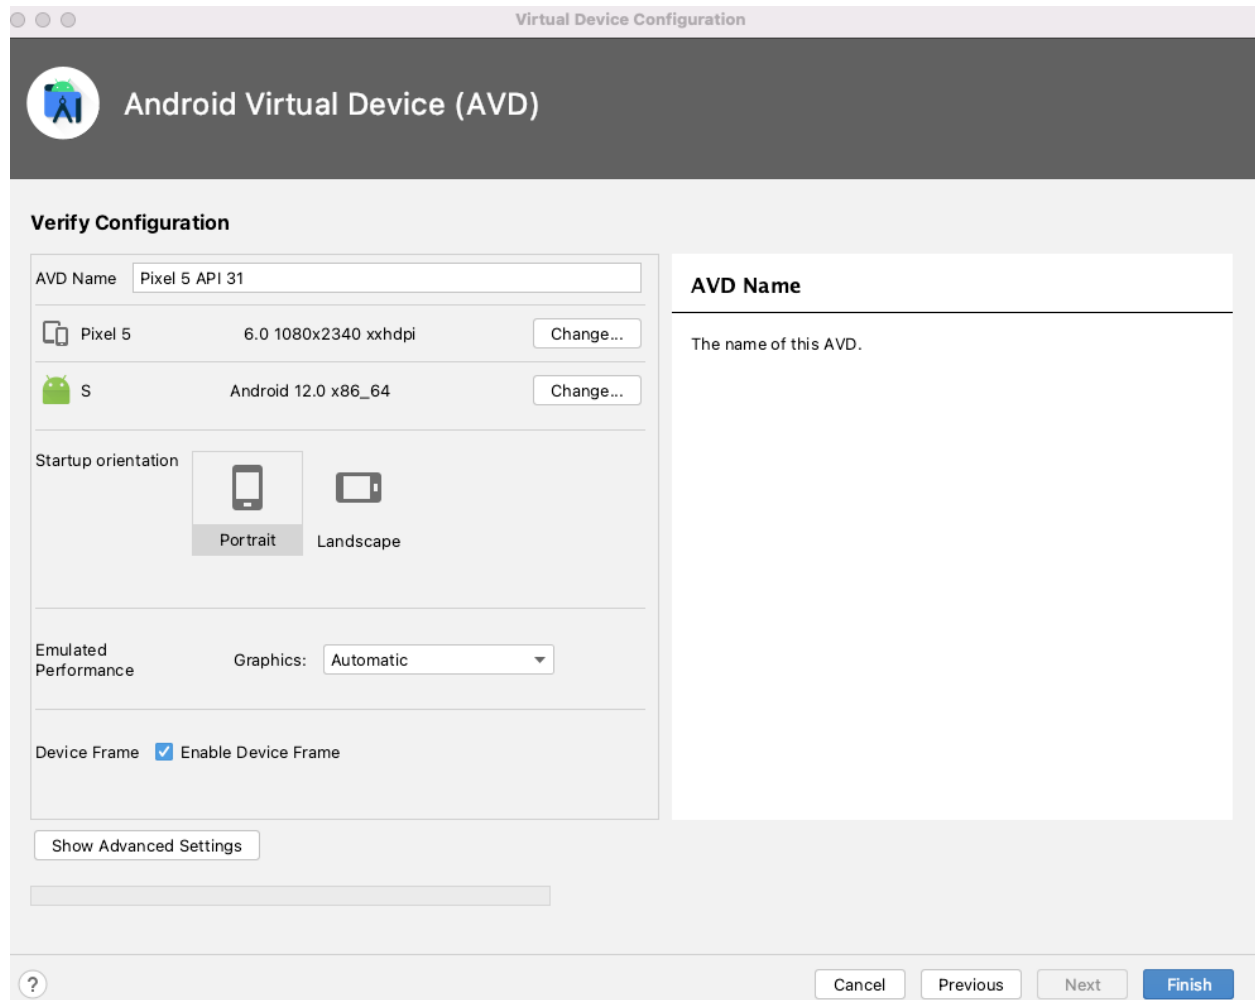 Virtual Device Configuration
Android Virtual Device (AVD)
Verify Configuration
AVD Name Pixel 5 API 31
Pixel 5 6.0 1080x2340 xxhdpi Change...
S Android 12.0 x86_64 Change...
Startup orientation
Portrait Landscape
Emulated
Performance
Graphics: Automatic
Device Frame Enable Device Frame
Show Advanced Settings
AVD Name
The name of this AVD.
? Cancel Previous Next Finish